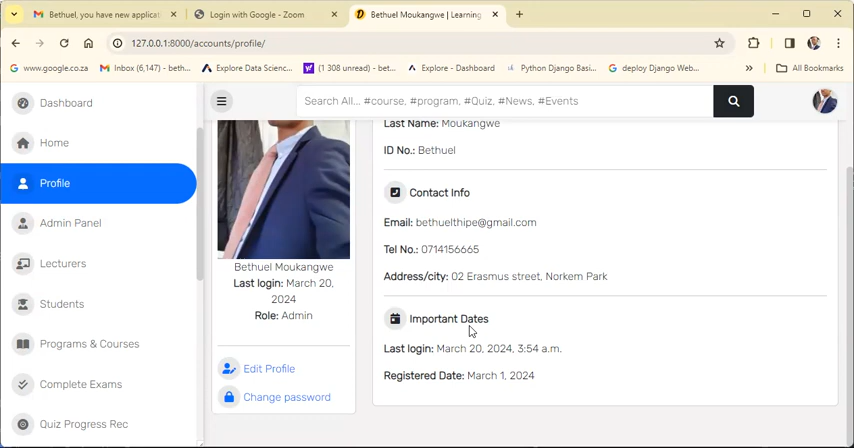 Bethuel, you have new applicati
Login with Google - Zoom
Bethuel Moukangwe | Learning
127.0.0.1:8000/accounts/profile/
www.google.co.za
Inbox (6,147) - beth...
Explore Data Scienc...
(1 308 unread) - bet...
Explore - Dashboard
Python Django Basi...
deploy Django Web...
»
All Bookmarks
Dashboard
Home
Profile
Admin Panel
Lecturers
Students
Programs & Courses
Complete Exams
Quiz Progress Rec
Search All... #course, #program, #Quiz, #News, #Events
Bethuel Moukangwe
Last login: March 20,
2024
Role: Admin
Edit Profile
Change password
Last Name: Moukangwe
ID No.: Bethuel
Contact Info
Email: bethuelthipe@gmail.com
Tel No.: 0714156665
Address/city: 02 Erasmus street, Norkem Park
Important Dates
Last login: March 20, 2024, 3:54 a.m.
Registered Date: March 1, 2024